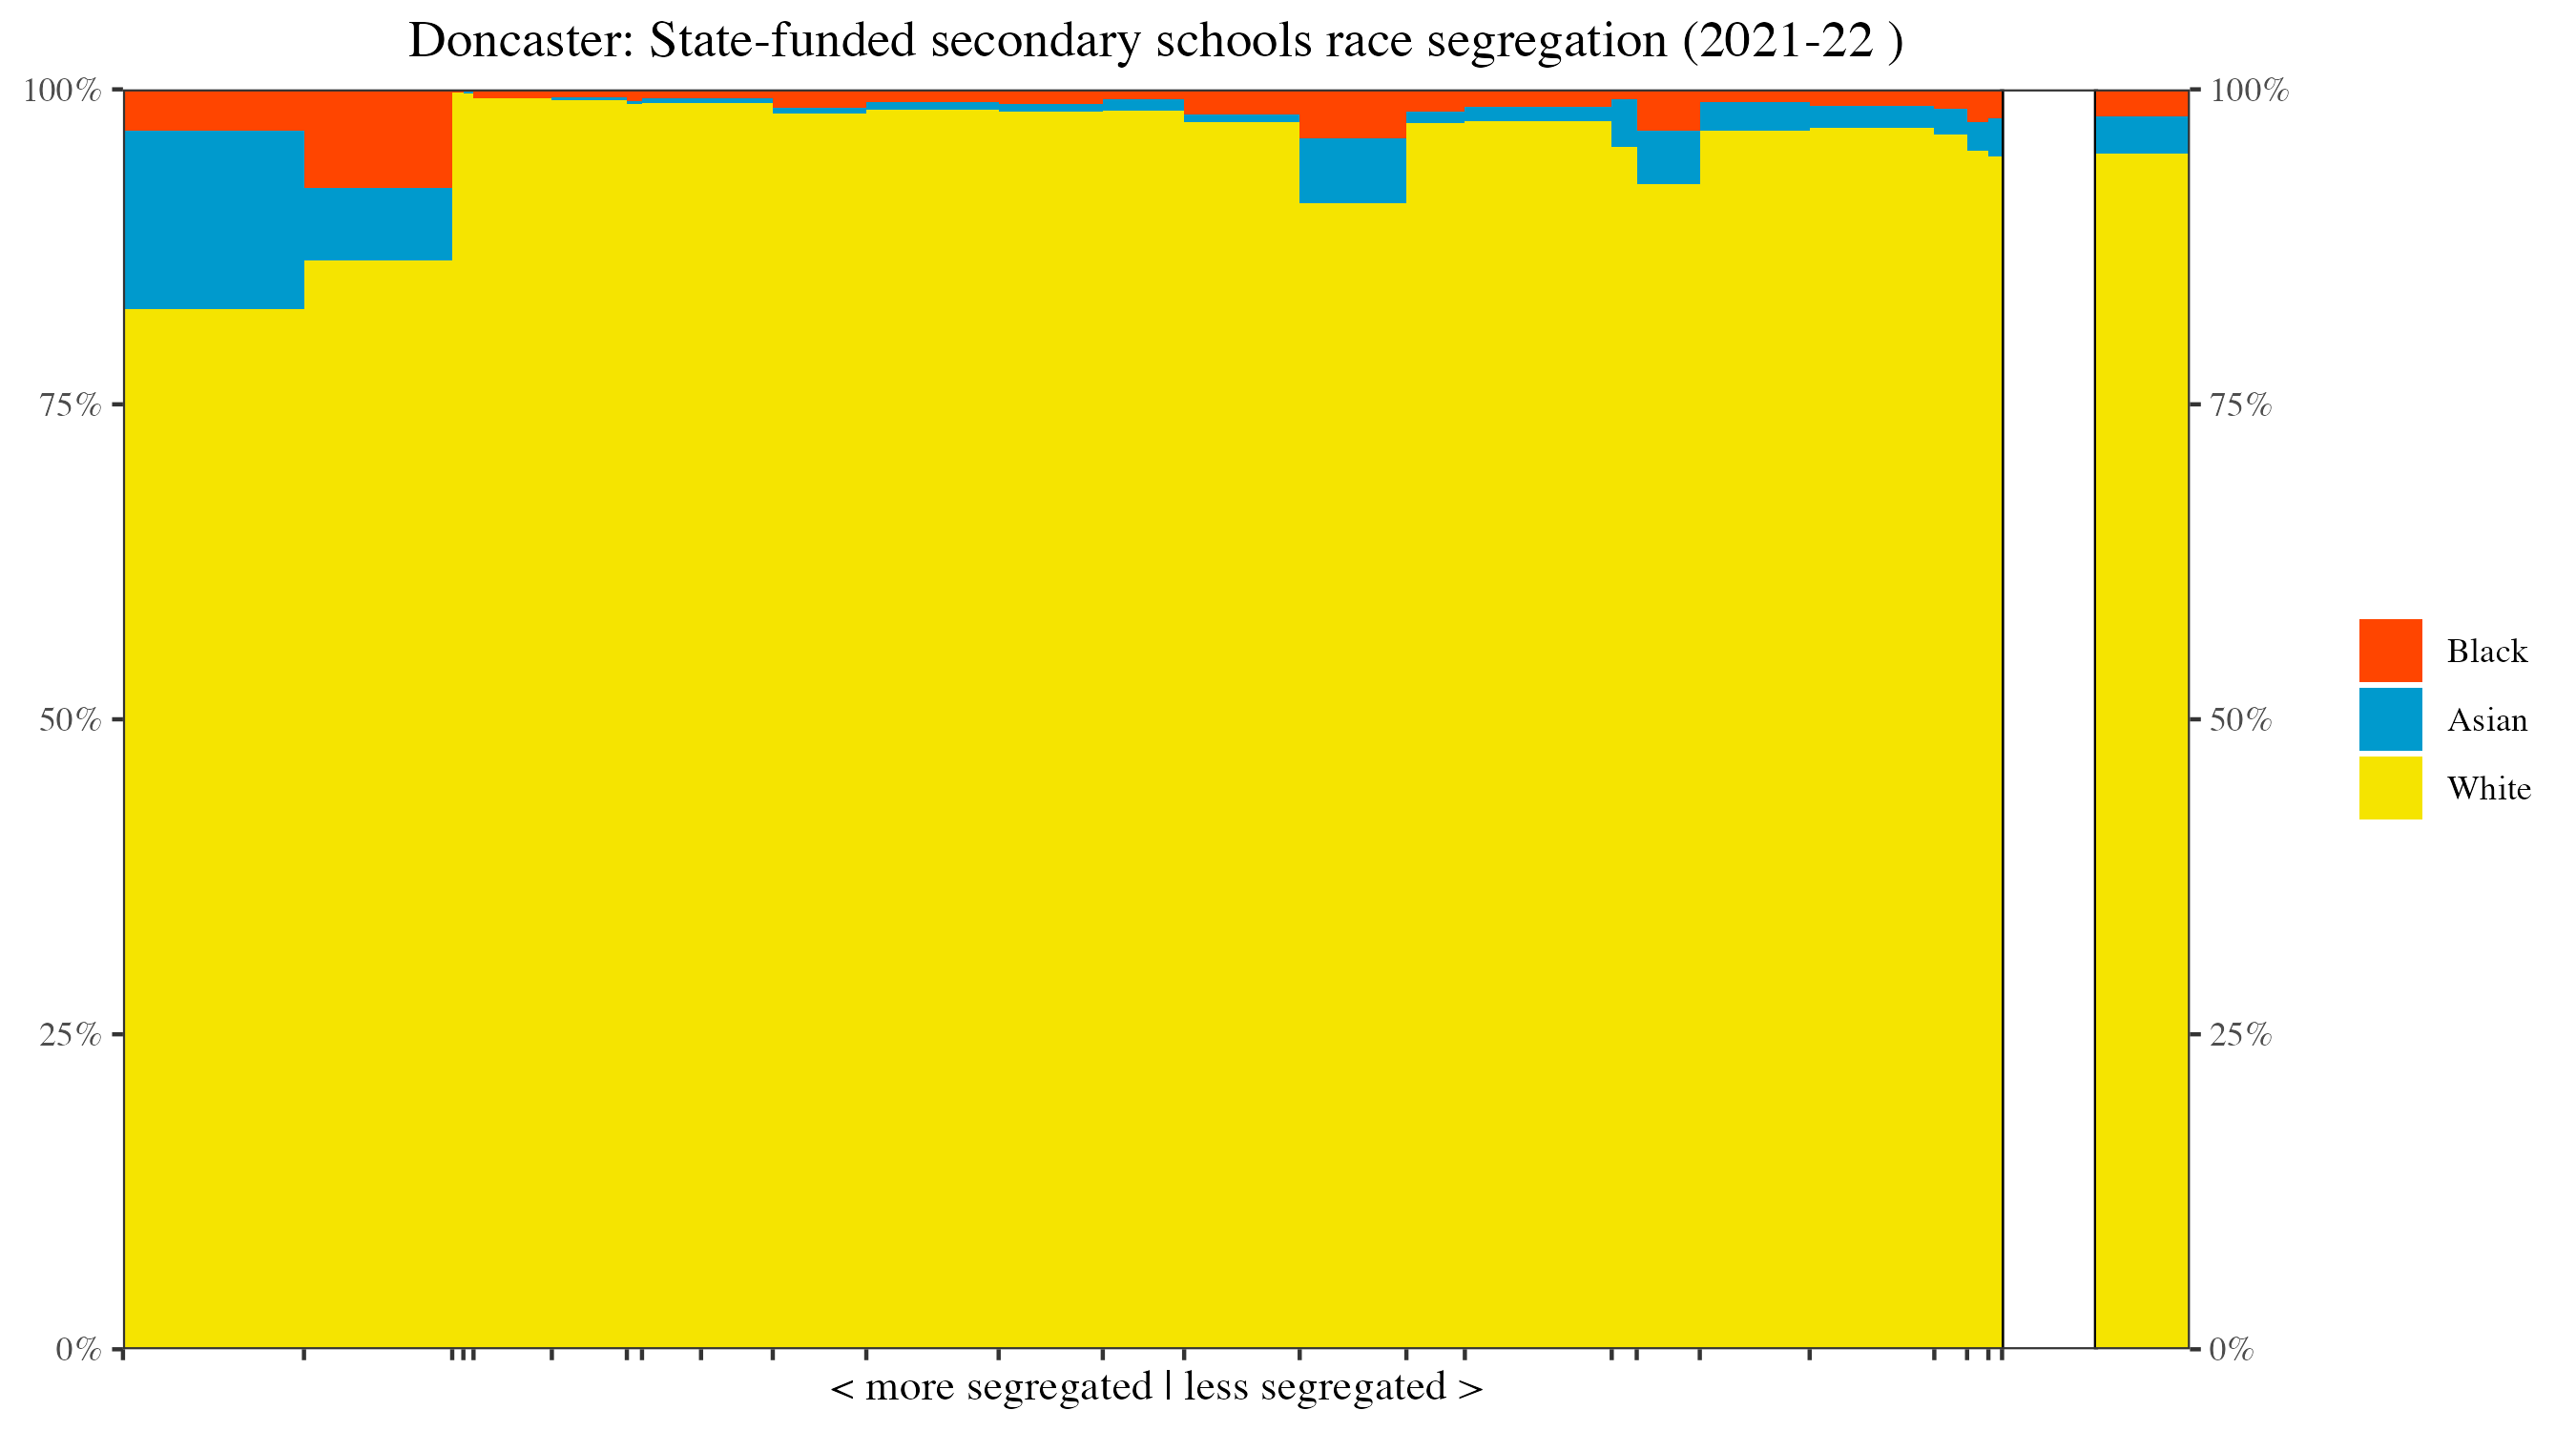 Doncaster: State-funded secondary schools race segregation (2021-22 )
100%
75%
50%
25%
0%
100%
75%
50%
25%
0%
Black
Asian
White
< more segregated | less segregated >